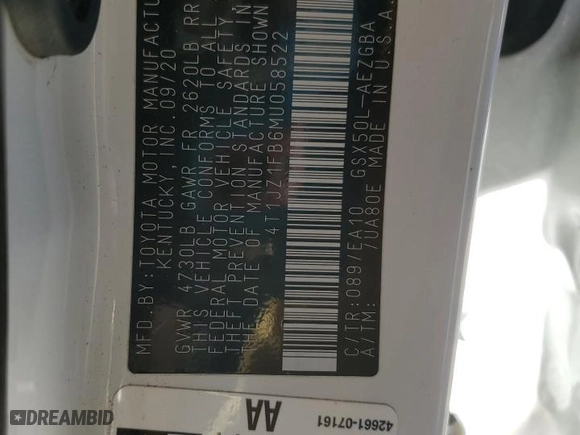 MFD. BY: TOYOTA MOTOR MANUFACTU
KENTUCKY, INC. 09/20
GVWR 4730LB GAWR FR 2620LB RR
THIS VEHICLE CONFORMS TO ALL
FEDERAL MOTOR VEHICLE SAFETY
THEFT PREVENTION STANDARDS IN
THE DATE OF MANUFACTURE SHOWN
4T1JZ1FB6MU058522
C/TR: 089/EA10 GSX50L-AEZGBA
A/TM: /UA80E MADE IN U.S.A.
AA
42661-07161
DREAMBID